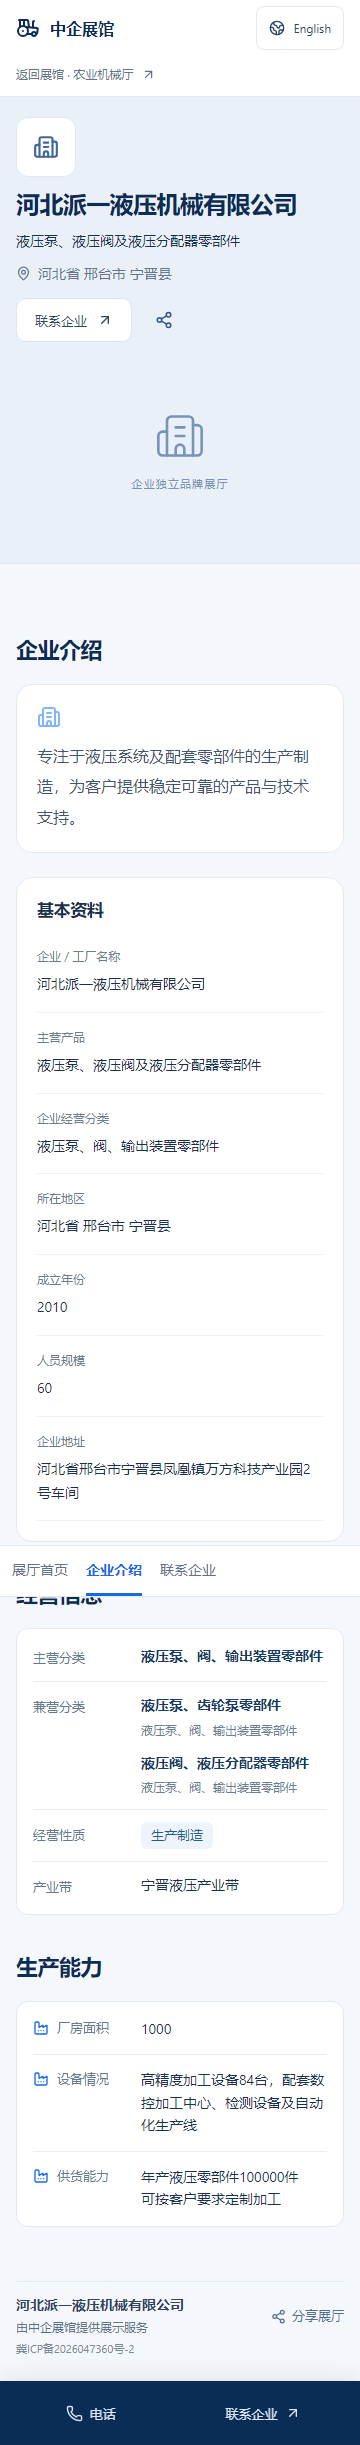 中企展馆
English
返回展馆 · 农业机械厅
河北派一液压机械有限公司
液压泵、液压阀及液压分配器零部件
河北省 邢台市 宁晋县
联系企业
企业独立品牌展厅
企业介绍
专注于液压系统及配套零部件的生产制
造，为客户提供稳定可靠的产品与技术
支持。
基本资料
企业 / 工厂名称
河北派一液压机械有限公司
主营产品
液压泵、液压阀及液压分配器零部件
企业经营分类
液压泵、阀、输出装置零部件
所在地区
河北省 邢台市 宁晋县
成立年份
2010
人员规模
60
企业地址
河北省邢台市宁晋县凤凰镇万方科技产业园2
号车间
展厅首页 企业介绍 联系企业
经营信息
主营分类 液压泵、阀、输出装置零部件
兼营分类 液压泵、齿轮泵零部件
液压泵、阀、输出装置零部件
液压阀、液压分配器零部件
液压泵、阀、输出装置零部件
经营性质 生产制造
产业带 宁晋液压产业带
生产能力
厂房面积 1000
设备情况 高精度加工设备84台，配套数
控加工中心、检测设备及自动
化生产线
供货能力 年产液压零部件100000件
可按客户要求定制加工
河北派一液压机械有限公司
由中企展馆提供展示服务
冀ICP备2026047360号-2
分享展厅
电话 联系企业